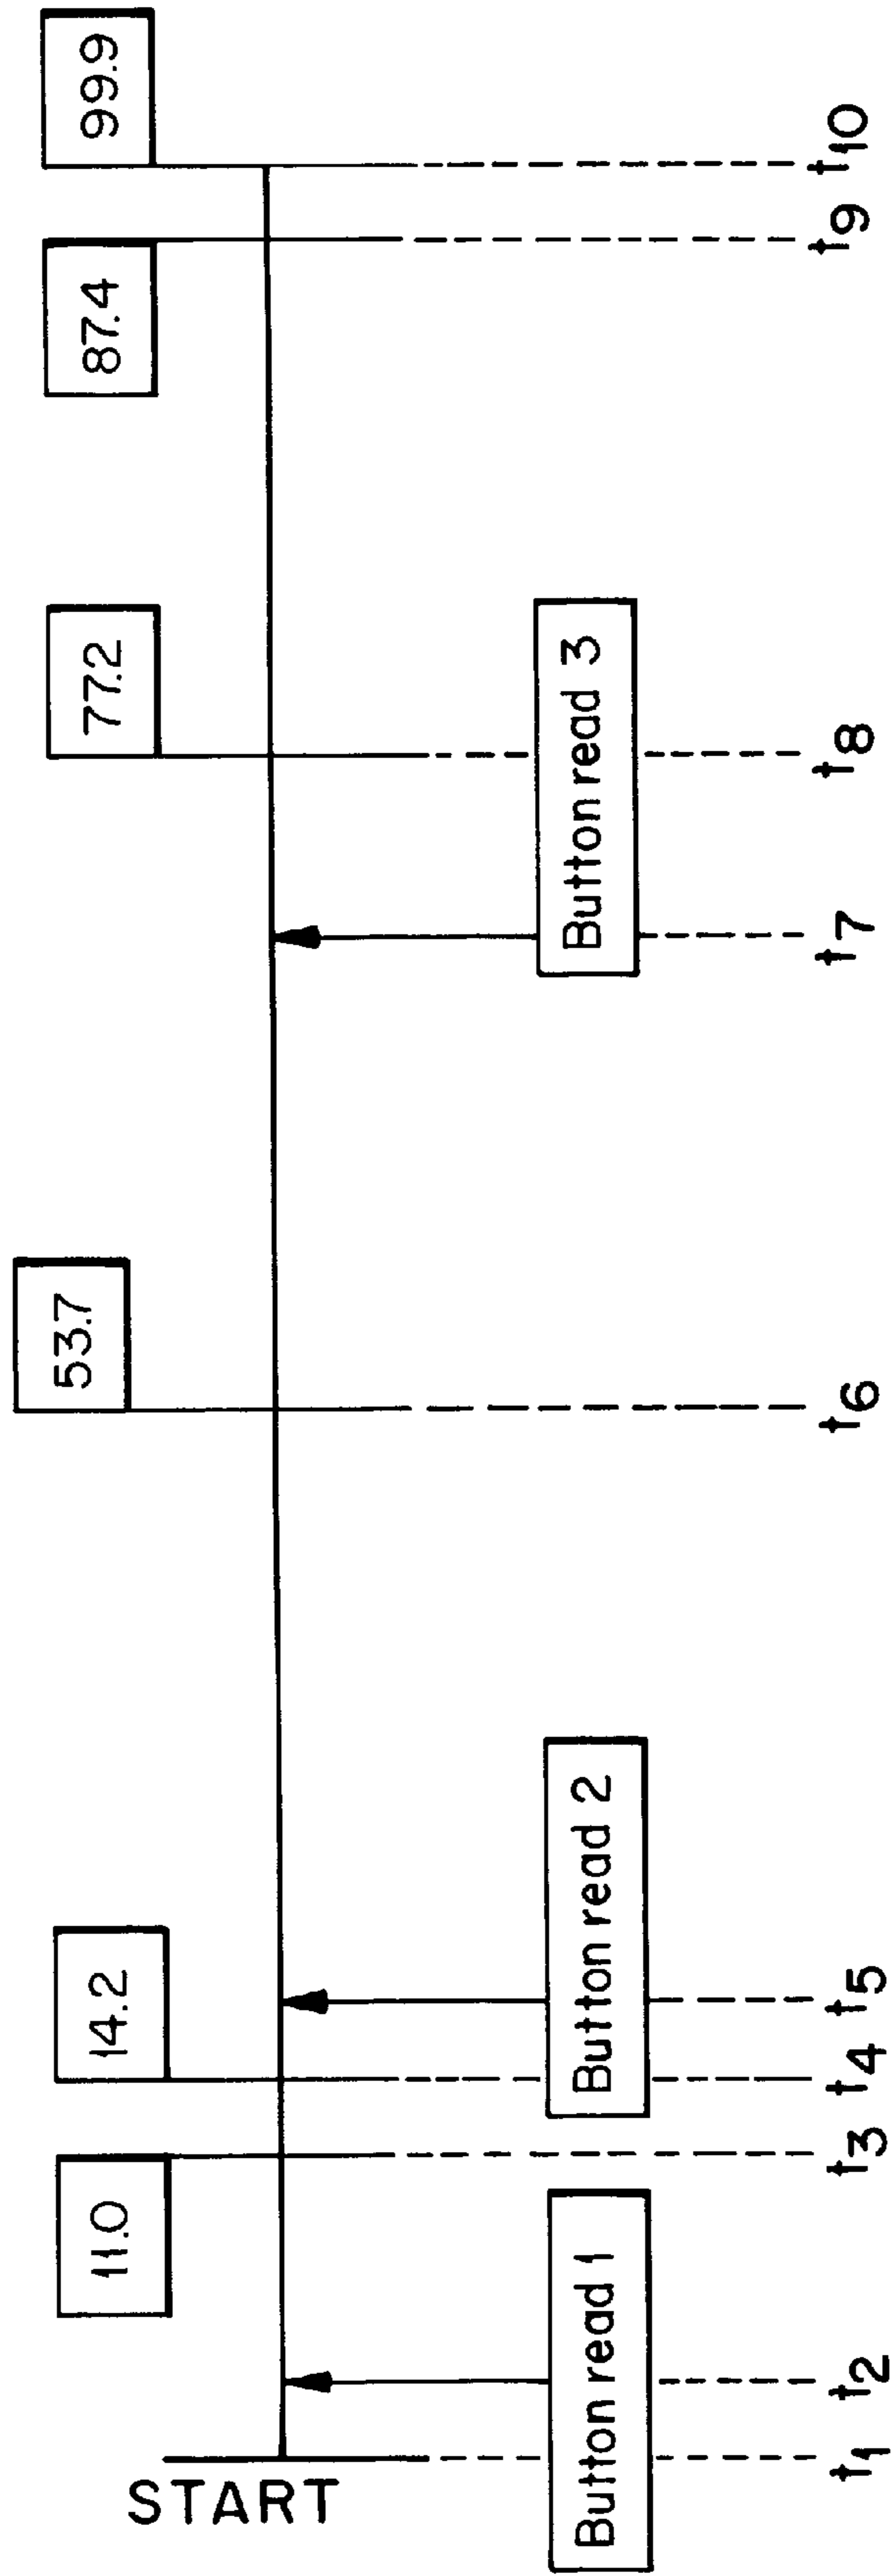 11.0
14.2
53.7
77.2
87.4
99.9
START
Button read 1
Button read 2
Button read 3
t1
t2
t3
t4
t5
t6
t7
t8
t9
t10